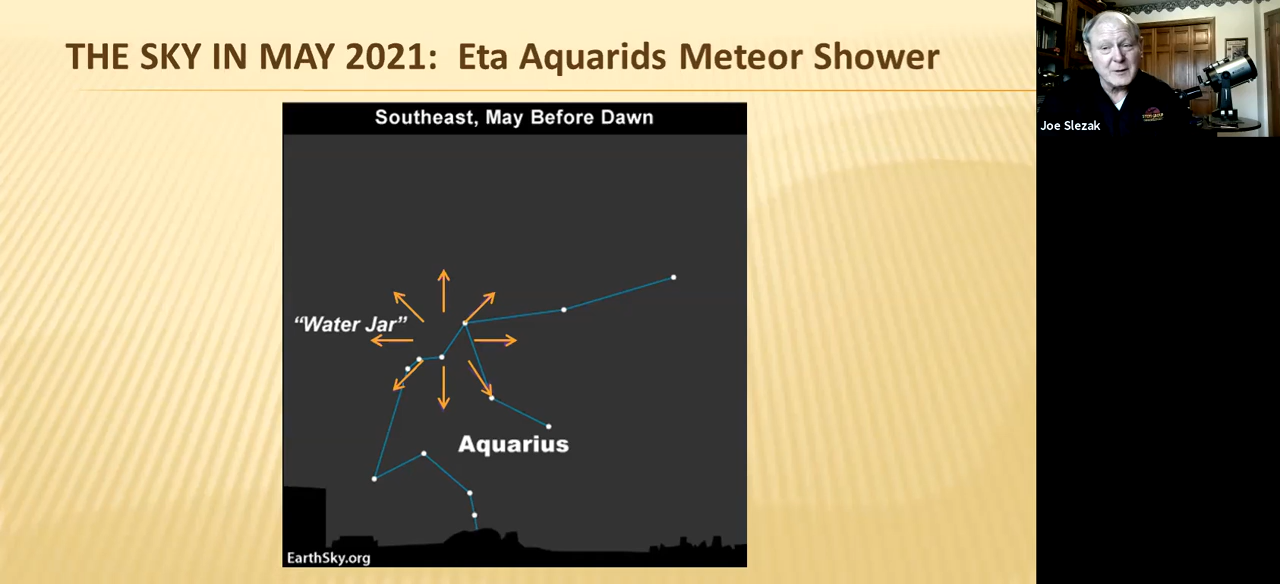 THE SKY IN MAY 2021: Eta Aquarids Meteor Shower
Southeast, May Before Dawn
“Water Jar”
Aquarius
EarthSky.org
Joe Slezak